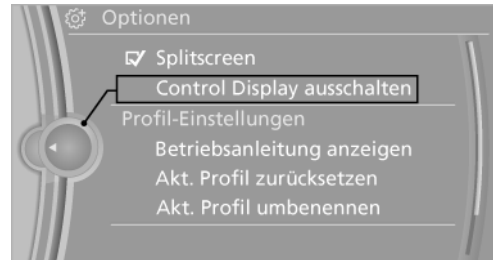 Optionen
Splitscreen
Control Display ausschalten
Profil-Einstellungen
Betriebsanleitung anzeigen
Akt. Profil zurücksetzen
Akt. Profil umbenennen